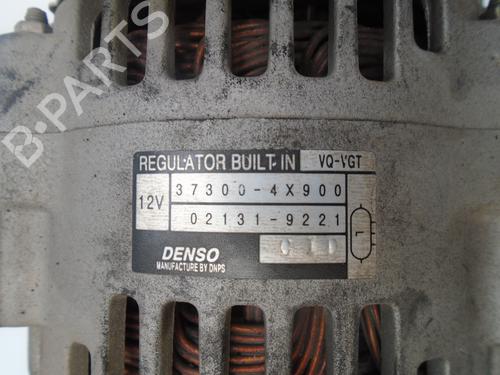 B-PARTS
REGULATOR BUILT-IN VQ-VGT
12V
37300-4X900
02131-9221
DENSO
MANUFACTURE BY DNPS
L